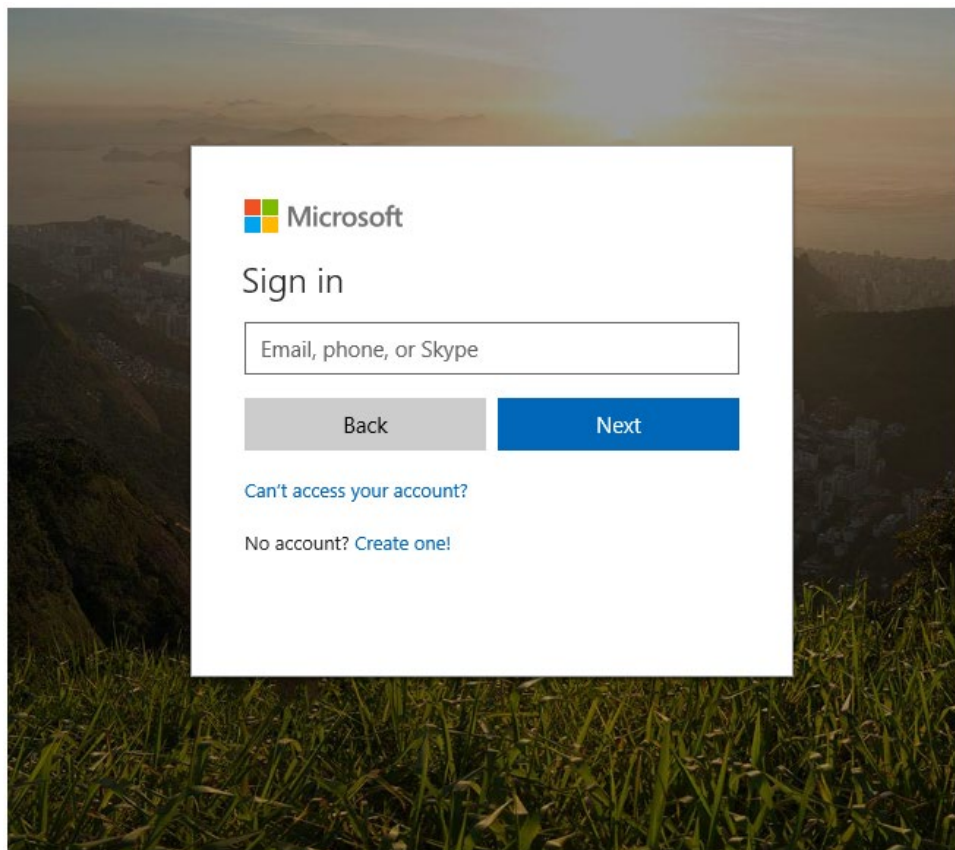 Microsoft
Sign in
Email, phone, or Skype
Back Next
Can't access your account?
No account? Create one!